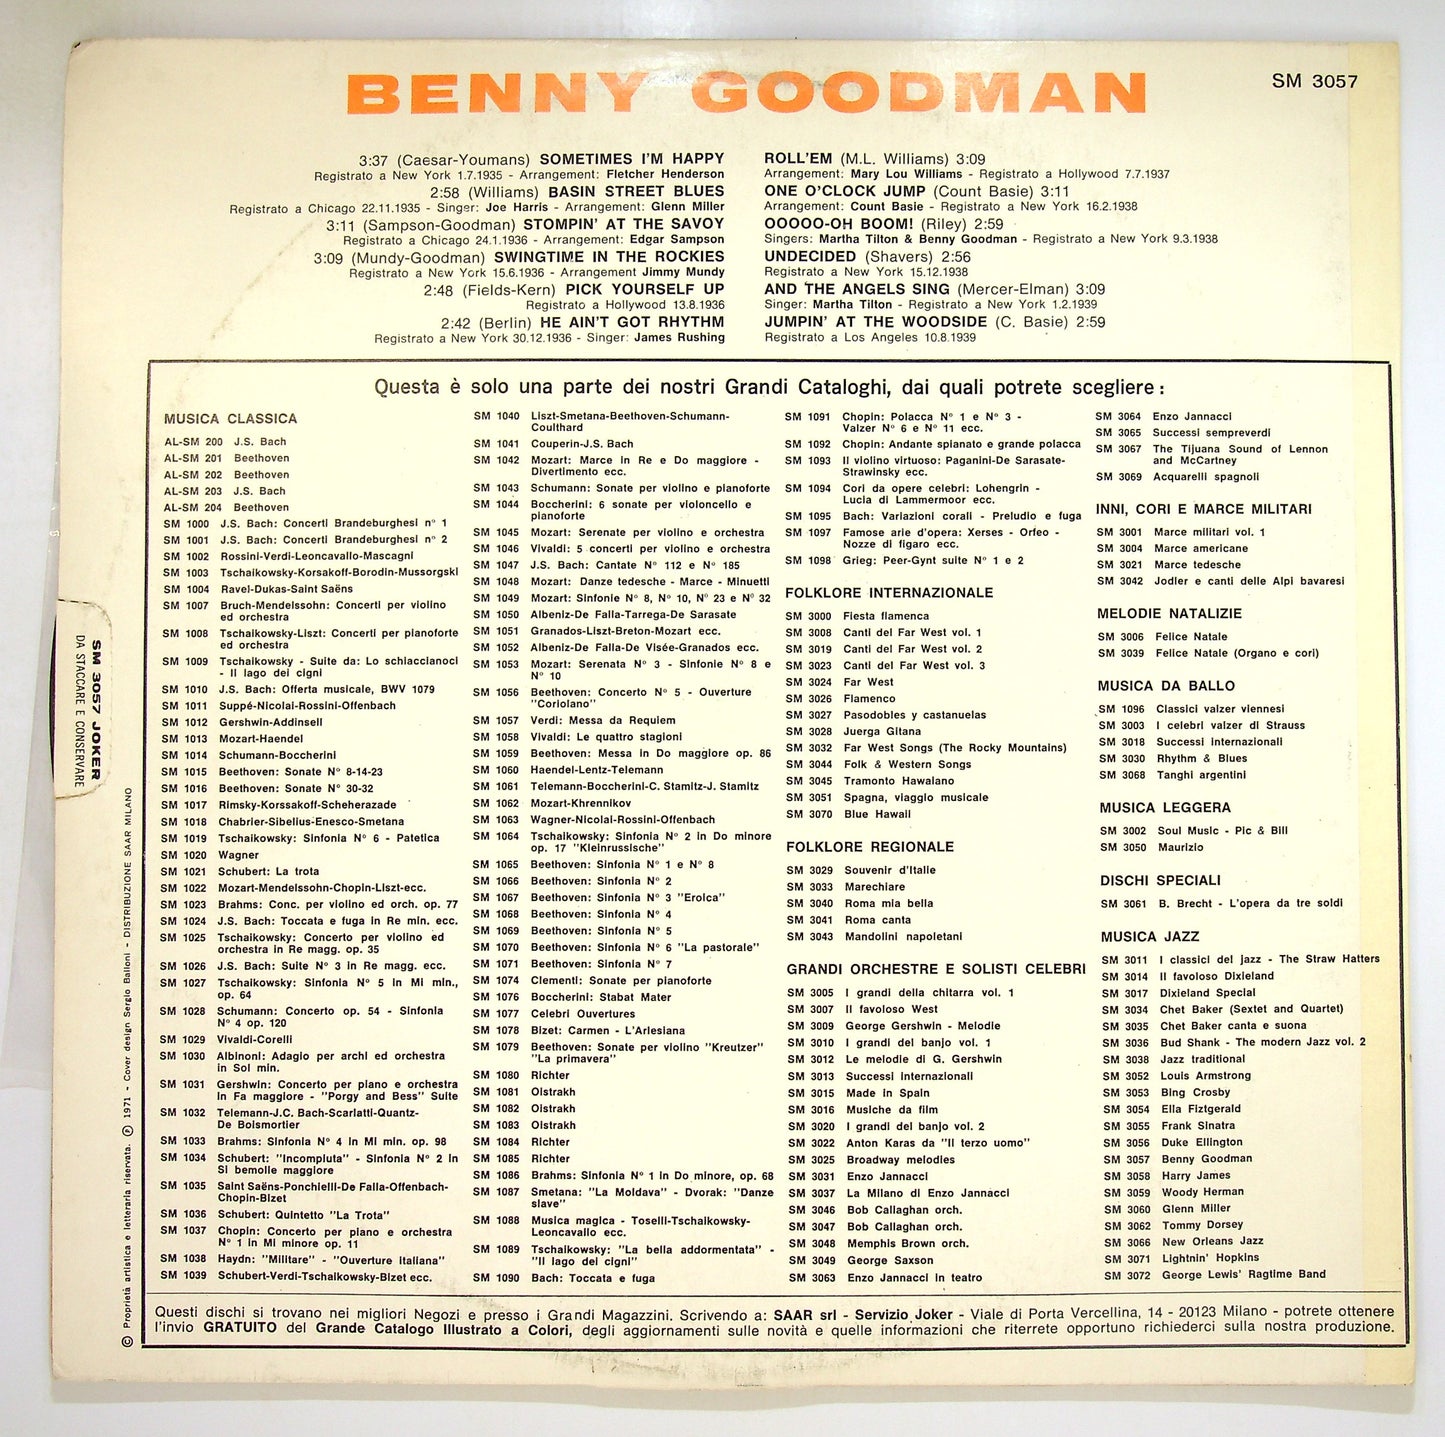 BENNY GOODMAN
SM 3057
3:37 (Caesar-Youmans) SOMETIMES I'M HAPPY
Registrato a New York 1.7.1935 - Arrangement: Fletcher Henderson
2:58 (Williams) BASIN STREET BLUES
Registrato a Chicago 22.11.1935 - Singer: Joe Harris - Arrangement: Glenn Miller
3:11 (Sampson-Goodman) STOMPIN' AT THE SAVOY
Registrato a Chicago 24.1.1936 - Arrangement: Edgar Sampson
3:09 (Mundy-Goodman) SWINGTIME IN THE ROCKIES
Registrato a New York 15.6.1936 - Arrangement Jimmy Mundy
2:48 (Fields-Kern) PICK YOURSELF UP
Registrato a Hollywood 13.8.1936
2:42 (Berlin) HE AIN'T GOT RHYTHM
Registrato a New York 30.12.1936 - Singer: James Rushing
ROLL'EM (M.L. Williams) 3:09
Arrangement: Mary Lou Williams - Registrato a Hollywood 7.7.1937
ONE O'CLOCK JUMP (Count Basie) 3:11
Arrangement: Count Basie - Registrato a New York 16.2.1938
OOOOO-OH BOOM! (Riley) 2:59
Singers: Martha Tilton & Benny Goodman - Registrato a New York 9.3.1938
UNDECIDED (Shavers) 2:56
Registrato a New York 15.12.1938
AND THE ANGELS SING (Mercer-Elman) 3:09
Singer: Martha Tilton - Registrato a New York 1.2.1939
JUMPIN' AT THE WOODSIDE (C. Basie) 2:59
Registrato a Los Angeles 10.8.1939
Questa è solo una parte dei nostri Grandi Cataloghi, dai quali potrete scegliere:
MUSICA CLASSICA
AL-SM 200 J.S. Bach
AL-SM 201 Beethoven
AL-SM 202 Beethoven
AL-SM 203 J.S. Bach
AL-SM 204 Beethoven
SM 1000 J.S. Bach: Concerti Brandeburghesi n° 1
SM 1001 J.S. Bach: Concerti Brandeburghesi n° 2
SM 1002 Rossini-Verdi-Leoncavallo-Mascagni
SM 1003 Tschaikowsky-Korsakoff-Borodin-Mussorgski
SM 1004 Ravel-Dukas-Saint Saëns
SM 1007 Bruch-Mendelssohn: Concerti per violino
ed orchestra
SM 1008 Tschaikowsky-Liszt: Concerti per pianoforte
ed orchestra
SM 1009 Tschaikowsky - Suite da: Lo schiaccianoci
- Il lago dei cigni
SM 1010 J.S. Bach: Offerta musicale, BWV 1079
SM 1011 Suppé-Nicolai-Rossini-Offenbach
SM 1012 Gershwin-Addinsell
SM 1013 Mozart-Haendel
SM 1014 Schumann-Boccherini
SM 1015 Beethoven: Sonate N° 8-14-23
SM 1016 Beethoven: Sonate N° 30-32
SM 1017 Rimsky-Korssakoff-Scheherazade
SM 1018 Chabrier-Sibelius-Enesco-Smetana
SM 1019 Tschaikowsky: Sinfonia N° 6 - Patetica
SM 1020 Wagner
SM 1021 Schubert: La trota
SM 1022 Mozart-Mendelssohn-Chopin-Liszt-ecc.
SM 1023 Brahms: Conc. per violino ed orch. op. 77
SM 1024 J.S. Bach: Toccata e fuga in Re min. ecc.
SM 1025 Tschaikowsky: Concerto per violino ed
orchestra in Re magg. op. 35
SM 1026 J.S. Bach: Suite N° 3 in Re magg. ecc.
SM 1027 Tschaikowsky: Sinfonia N° 5 in Mi min.,
op. 64
SM 1028 Schumann: Concerto op. 54 - Sinfonia
N° 4 op. 120
SM 1029 Vivaldi-Corelli
SM 1030 Albinoni: Adagio per archi ed orchestra
in Sol min.
SM 1031 Gershwin: Concerto per piano e orchestra
in Fa maggiore - "Porgy and Bess" Suite
SM 1032 Telemann-J.C. Bach-Scarlatti-Quantz-
De Boismortier
SM 1033 Brahms: Sinfonia N° 4 in Mi min. op. 98
SM 1034 Schubert: "Incompiuta" - Sinfonia N° 2 in
Si bemolle maggiore
SM 1035 Saint Saëns-Ponchielli-De Falla-Offenbach-
Chopin-Bizet
SM 1036 Schubert: Quintetto "La Trota"
SM 1037 Chopin: Concerto per piano e orchestra
N° 1 in Mi minore op. 11
SM 1038 Haydn: "Militare" - "Ouverture italiana"
SM 1039 Schubert-Verdi-Tschaikowsky-Bizet ecc.
SM 1040 Liszt-Smetana-Beethoven-Schumann-
Coulthard
SM 1041 Couperin-J.S. Bach
SM 1042 Mozart: Marce in Re e Do maggiore -
Divertimento ecc.
SM 1043 Schumann: Sonate per violino e pianoforte
SM 1044 Boccherini: 6 sonate per violoncello e
pianoforte
SM 1045 Mozart: Serenate per violino e orchestra
SM 1046 Vivaldi: 5 concerti per violino e orchestra
SM 1047 J.S. Bach: Cantate N° 112 e N° 185
SM 1048 Mozart: Danze tedesche - Marce - Minuetti
SM 1049 Mozart: Sinfonie N° 8, N° 10, N° 23 e N° 32
SM 1050 Albeniz-De Falla-Tarrega-De Sarasate
SM 1051 Granados-Liszt-Breton-Mozart ecc.
SM 1052 Albeniz-De Falla-De Visée-Granados ecc.
SM 1053 Mozart: Serenata N° 3 - Sinfonie N° 8 e
N° 10
SM 1056 Beethoven: Concerto N° 5 - Ouverture
"Coriolano"
SM 1057 Verdi: Messa da Requiem
SM 1058 Vivaldi: Le quattro stagioni
SM 1059 Beethoven: Messa in Do maggiore op. 86
SM 1060 Haendel-Lentz-Telemann
SM 1061 Telemann-Boccherini-C. Stamitz-J. Stamitz
SM 1062 Mozart-Khrennikov
SM 1063 Wagner-Nicolai-Rossini-Offenbach
SM 1064 Tschaikowsky: Sinfonia N° 2 in Do minore
op. 17 "Kleinrussische"
SM 1065 Beethoven: Sinfonia N° 1 e N° 8
SM 1066 Beethoven: Sinfonia N° 2
SM 1067 Beethoven: Sinfonia N° 3 "Eroica"
SM 1068 Beethoven: Sinfonia N° 4
SM 1069 Beethoven: Sinfonia N° 5
SM 1070 Beethoven: Sinfonia N° 6 "La pastorale"
SM 1071 Beethoven: Sinfonia N° 7
SM 1074 Clementi: Sonate per pianoforte
SM 1076 Boccherini: Stabat Mater
SM 1077 Celebri Ouvertures
SM 1078 Bizet: Carmen - L'Arlesiana
SM 1079 Beethoven: Sonate per violino "Kreutzer"
"La primavera"
SM 1080 Richter
SM 1081 Oistrakh
SM 1082 Oistrakh
SM 1083 Oistrakh
SM 1084 Richter
SM 1085 Richter
SM 1086 Brahms: Sinfonia N° 1 in Do minore, op. 68
SM 1087 Smetana: "La Moldava" - Dvorak: "Danze
slave"
SM 1088 Musica magica - Toselli-Tschaikowsky-
Leoncavallo ecc.
SM 1089 Tschaikowsky: "La bella addormentata" -
"Il lago dei cigni"
SM 1090 Bach: Toccata e fuga
SM 1091 Chopin: Polacca N° 1 e N° 3 -
Valzer N° 6 e N° 11 ecc.
SM 1092 Chopin: Andante spianato e grande polacca
SM 1093 Il violino virtuoso: Paganini-De Sarasate-
Strawinsky ecc.
SM 1094 Cori da opere celebri: Lohengrin -
Lucia di Lammermoor ecc.
SM 1095 Bach: Variazioni corali - Preludio e fuga
SM 1097 Famose arie d'opera: Xerses - Orfeo -
Nozze di figaro ecc.
SM 1098 Grieg: Peer-Gynt suite N° 1 e 2
FOLKLORE INTERNAZIONALE
SM 3000 Fiesta flamenca
SM 3008 Canti del Far West vol. 1
SM 3019 Canti del Far West vol. 2
SM 3023 Canti del Far West vol. 3
SM 3024 Far West
SM 3026 Flamenco
SM 3027 Pasodobles y castanuelas
SM 3028 Juerga Gitana
SM 3032 Far West Songs (The Rocky Mountains)
SM 3044 Folk & Western Songs
SM 3045 Tramonto Hawaiano
SM 3051 Spagna, viaggio musicale
SM 3070 Blue Hawaii
FOLKLORE REGIONALE
SM 3029 Souvenir d'Italie
SM 3033 Marechiare
SM 3040 Roma mia bella
SM 3041 Roma canta
SM 3043 Mandolini napoletani
GRANDI ORCHESTRE E SOLISTI CELEBRI
SM 3005 I grandi della chitarra vol. 1
SM 3007 Il favoloso West
SM 3009 George Gershwin - Melodie
SM 3010 I grandi del banjo vol. 1
SM 3012 Le melodie di G. Gershwin
SM 3013 Successi internazionali
SM 3015 Made in Spain
SM 3016 Musiche da film
SM 3020 I grandi del banjo vol. 2
SM 3022 Anton Karas da "Il terzo uomo"
SM 3025 Broadway melodies
SM 3031 Enzo Jannacci
SM 3037 La Milano di Enzo Jannacci
SM 3046 Bob Callaghan orch.
SM 3047 Bob Callaghan orch.
SM 3048 Memphis Brown orch.
SM 3049 George Saxson
SM 3063 Enzo Jannacci in teatro
SM 3064 Enzo Jannacci
SM 3065 Successi sempreverdi
SM 3067 The Tijuana Sound of Lennon
and McCartney
SM 3069 Acquarelli spagnoli
INNI, CORI E MARCE MILITARI
SM 3001 Marce militari vol. 1
SM 3004 Marce americane
SM 3021 Marce tedesche
SM 3042 Jodler e canti delle Alpi bavaresi
MELODIE NATALIZIE
SM 3006 Felice Natale
SM 3039 Felice Natale (Organo e cori)
MUSICA DA BALLO
SM 1096 Classici valzer viennesi
SM 3003 I celebri valzer di Strauss
SM 3018 Successi internazionali
SM 3030 Rhythm & Blues
SM 3068 Tanghi argentini
MUSICA LEGGERA
SM 3002 Soul Music - Pic & Bill
SM 3050 Maurizio
DISCHI SPECIALI
SM 3061 B. Brecht - L'opera da tre soldi
MUSICA JAZZ
SM 3011 I classici del jazz - The Straw Hatters
SM 3014 Il favoloso Dixieland
SM 3017 Dixieland Special
SM 3034 Chet Baker (Sextet and Quartet)
SM 3035 Chet Baker canta e suona
SM 3036 Bud Shank - The modern Jazz vol. 2
SM 3038 Jazz traditional
SM 3052 Louis Armstrong
SM 3053 Bing Crosby
SM 3054 Ella Fiztgerald
SM 3055 Frank Sinatra
SM 3056 Duke Ellington
SM 3057 Benny Goodman
SM 3058 Harry James
SM 3059 Woody Herman
SM 3060 Glenn Miller
SM 3062 Tommy Dorsey
SM 3066 New Orleans Jazz
SM 3071 Lightnin' Hopkins
SM 3072 George Lewis' Ragtime Band
Questi dischi si trovano nei migliori Negozi e presso i Grandi Magazzini. Scrivendo a: SAAR srl - Servizio Joker - Viale di Porta Vercellina, 14 - 20123 Milano - potrete ottenere
l'invio GRATUITO del Grande Catalogo Illustrato a Colori, degli aggiornamenti sulle novità e quelle informazioni che riterrete opportuno richiederci sulla nostra produzione.
SM 3057 JOKER
DA STACCARE E CONSERVARE
© Proprietà artistica e letteraria riservata. ℗ 1971 - Cover design Sergio Balloni - DISTRIBUZIONE SAAR MILANO